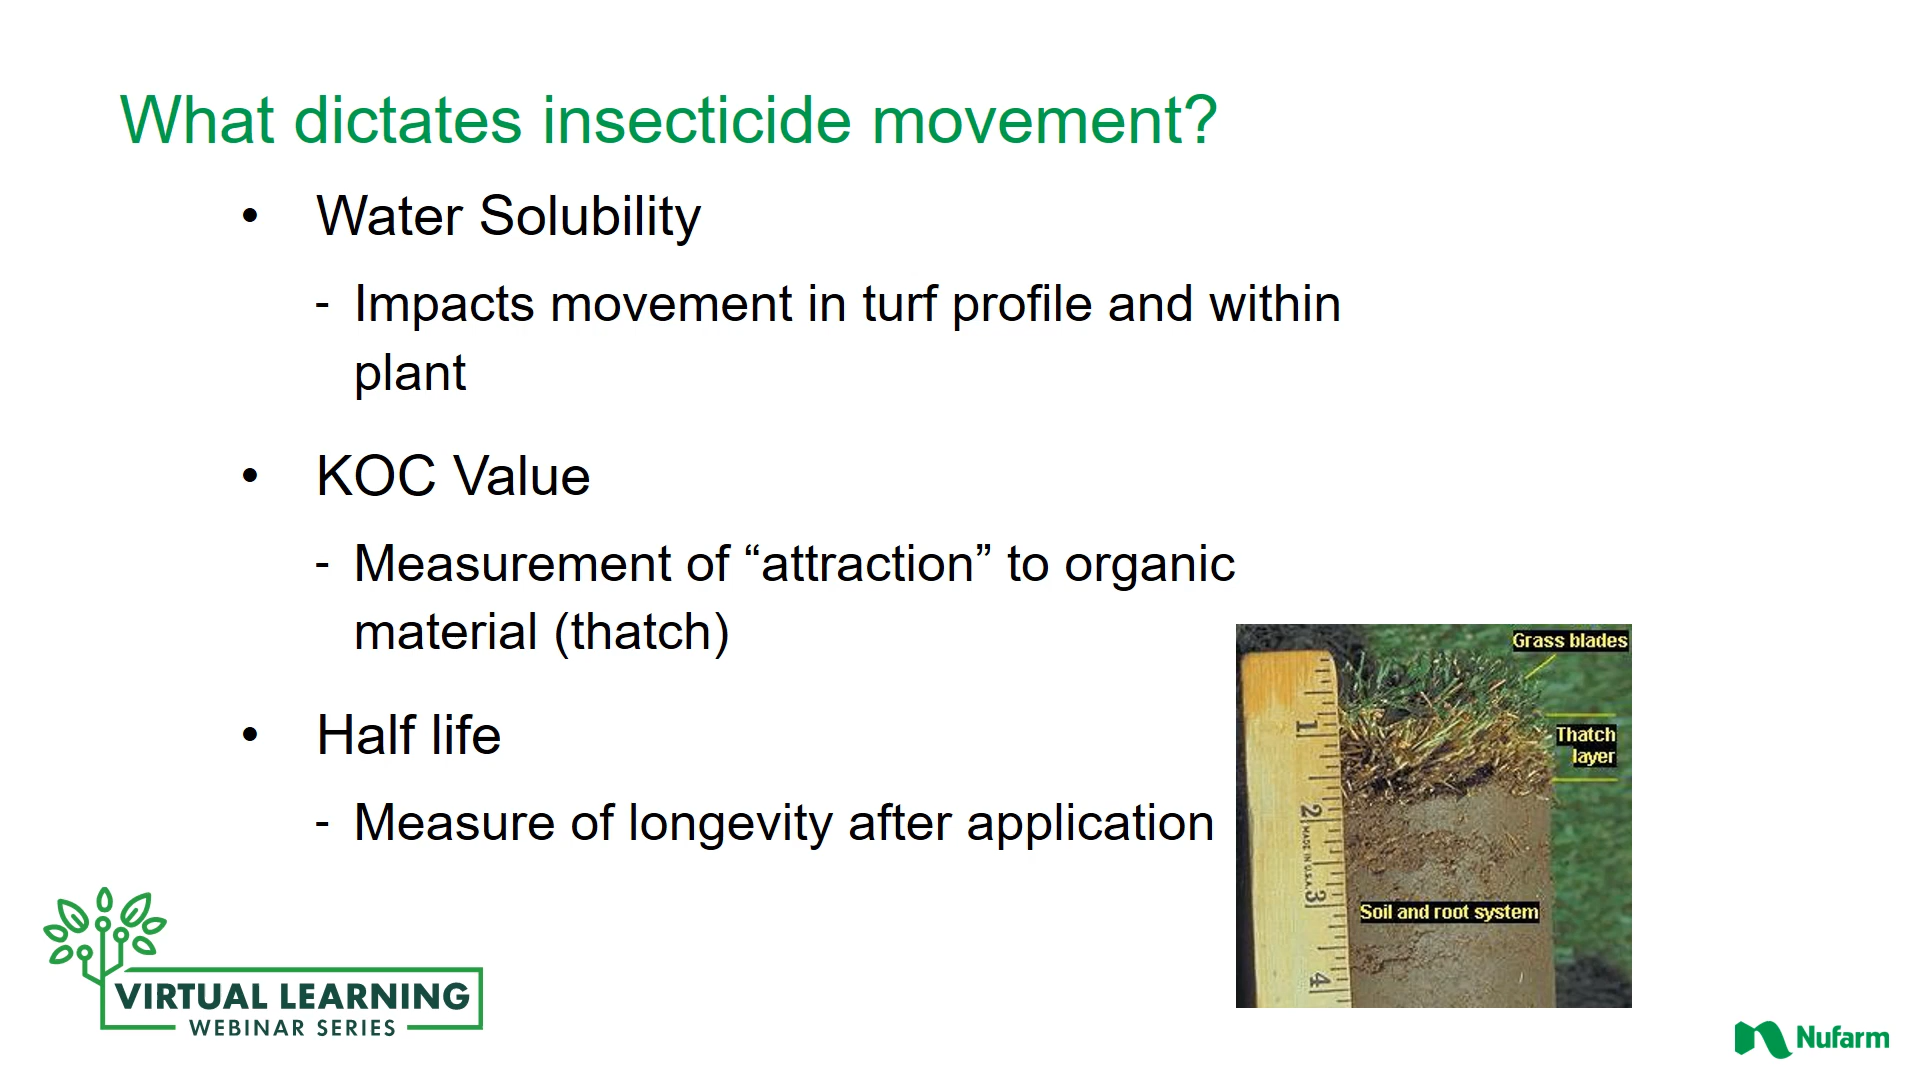 What dictates insecticide movement?
• Water Solubility
- Impacts movement in turf profile and within
plant
• KOC Value
- Measurement of “attraction” to organic
material (thatch)
• Half life
- Measure of longevity after application
Grass blades
Thatch
layer
Soil and root system
1
2
MADE IN U.S.A.
3
4
VIRTUAL LEARNING
WEBINAR SERIES
Nufarm